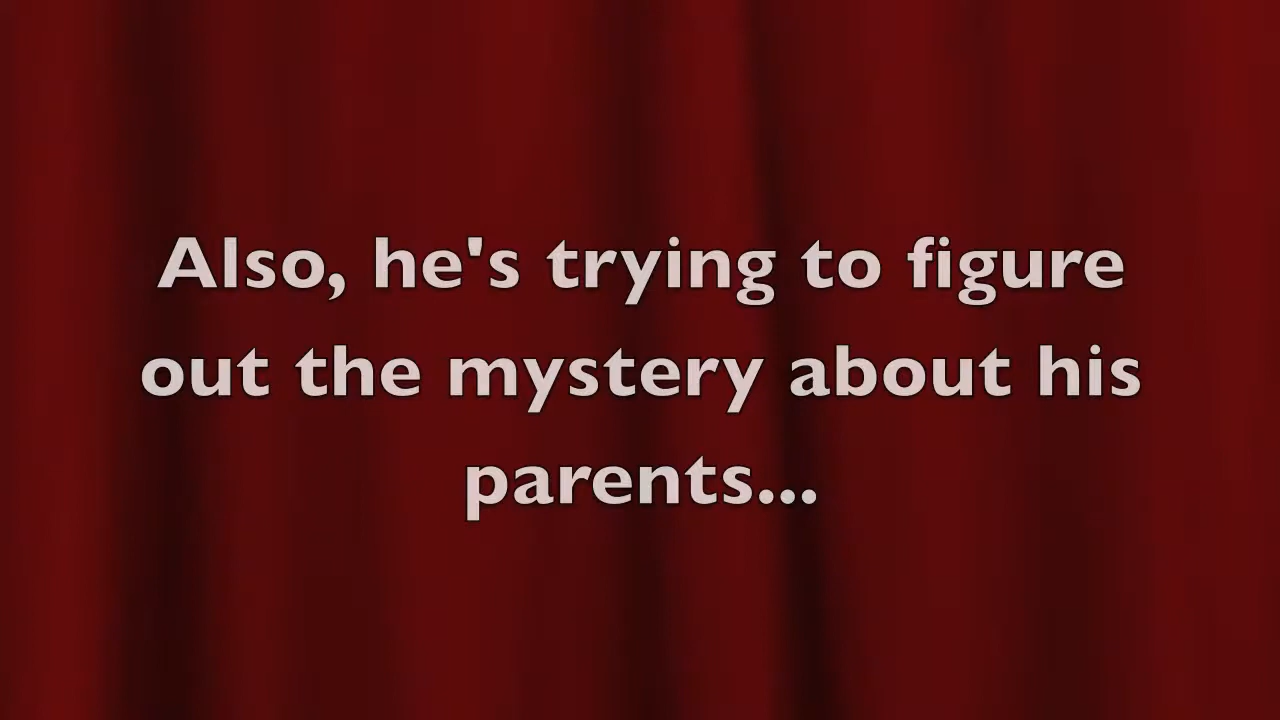 Also, he's trying to figure
out the mystery about his
parents...